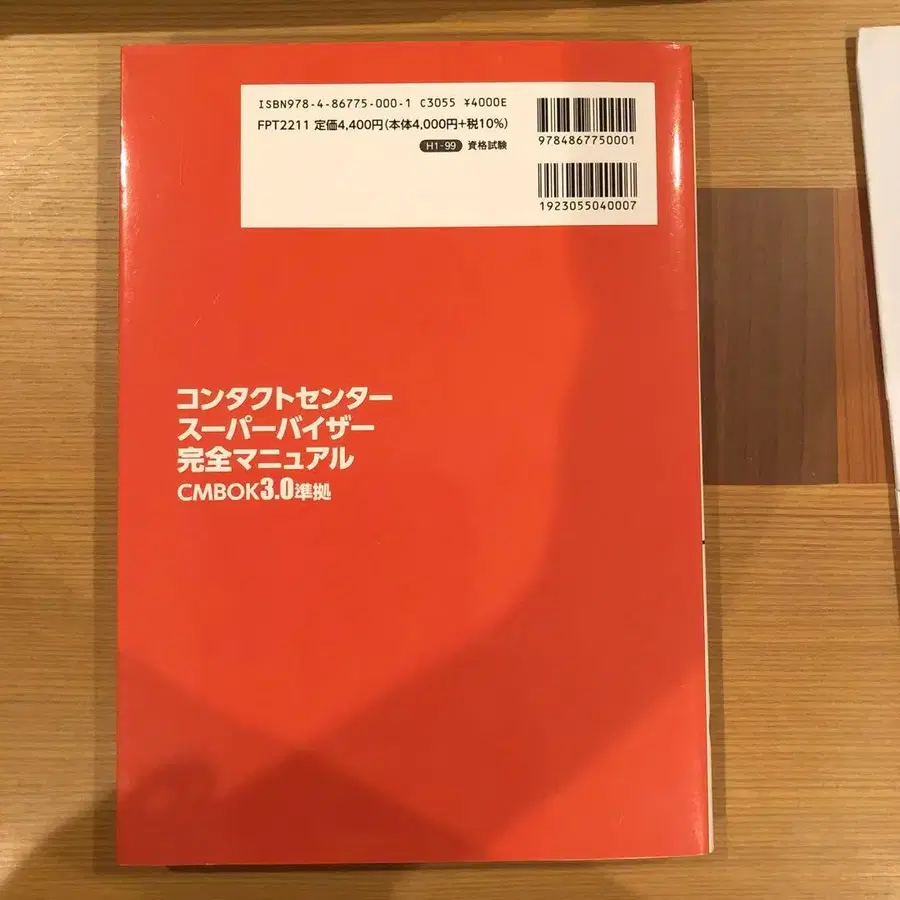 ISBN978-4-86775-000-1 C3055 ¥4000E
FPT2211 定価4,400円(本体4,000円+税10%)
H1-99 資格試験
9784867750001
1923055040007
コンタクトセンター
スーパーバイザー
完全マニュアル
CMBOK3.0準拠